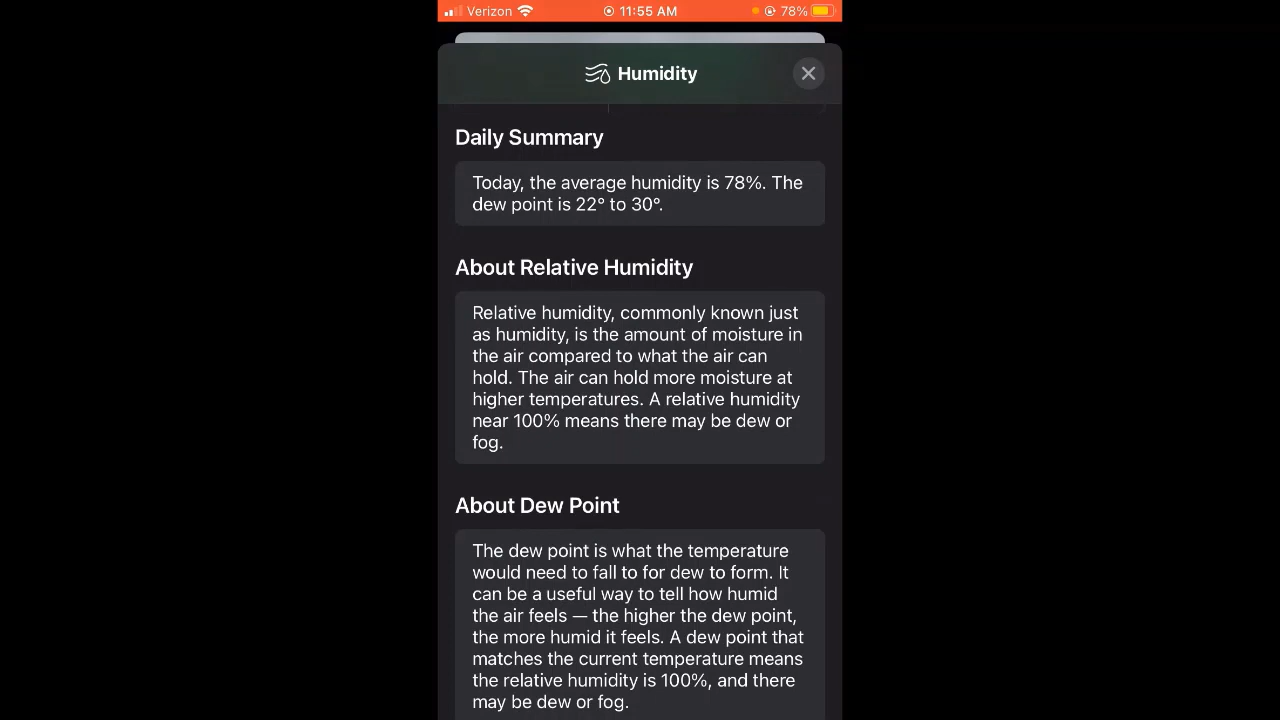 Verizon 11:55 AM 78%
Humidity
Daily Summary
Today, the average humidity is 78%. The
dew point is 22° to 30°.
About Relative Humidity
Relative humidity, commonly known just
as humidity, is the amount of moisture in
the air compared to what the air can
hold. The air can hold more moisture at
higher temperatures. A relative humidity
near 100% means there may be dew or
fog.
About Dew Point
The dew point is what the temperature
would need to fall to for dew to form. It
can be a useful way to tell how humid
the air feels — the higher the dew point,
the more humid it feels. A dew point that
matches the current temperature means
the relative humidity is 100%, and there
may be dew or fog.